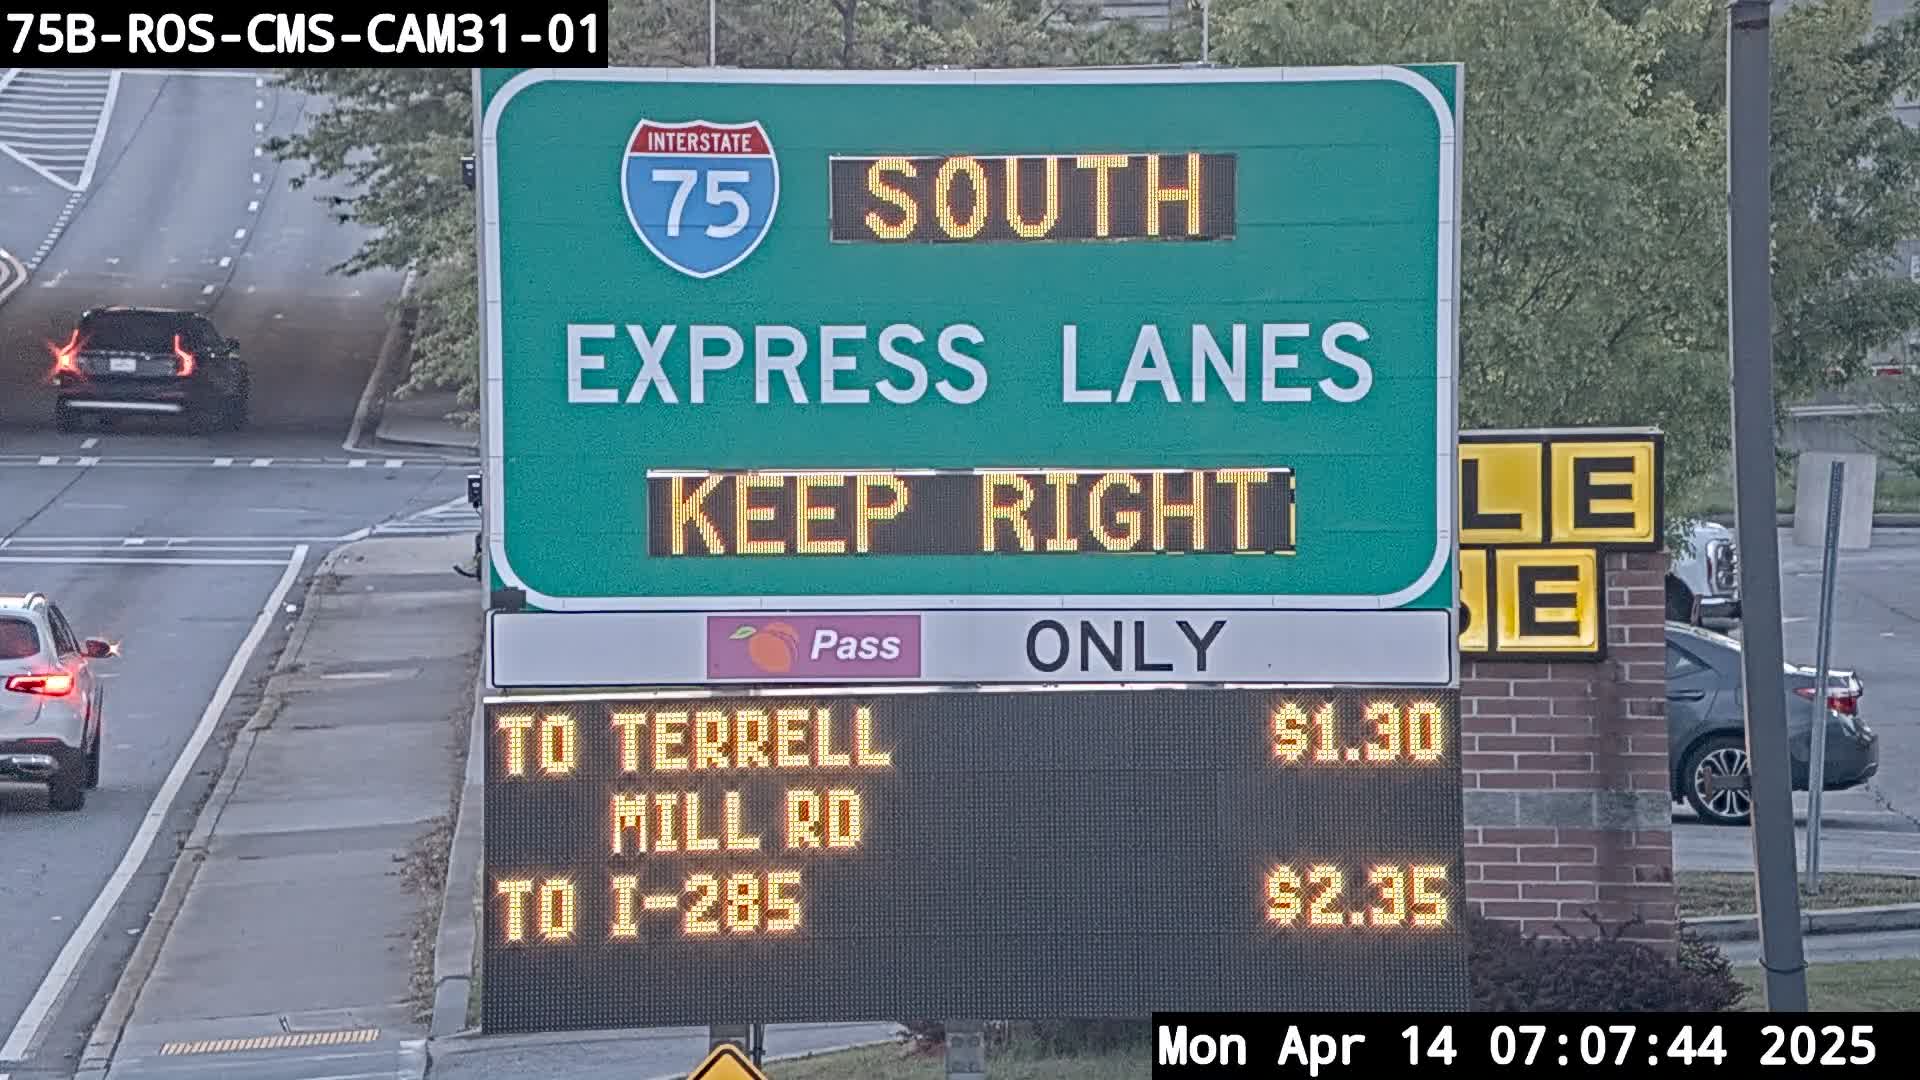 75B-ROS-CMS-CAM31-01
INTERSTATE
75
SOUTH
EXPRESS LANES
KEEP RIGHT
Pass ONLY
TO TERRELL $1.30
MILL RD
TO I-285 $2.35
LE
E
Mon Apr 14 07:07:44 2025